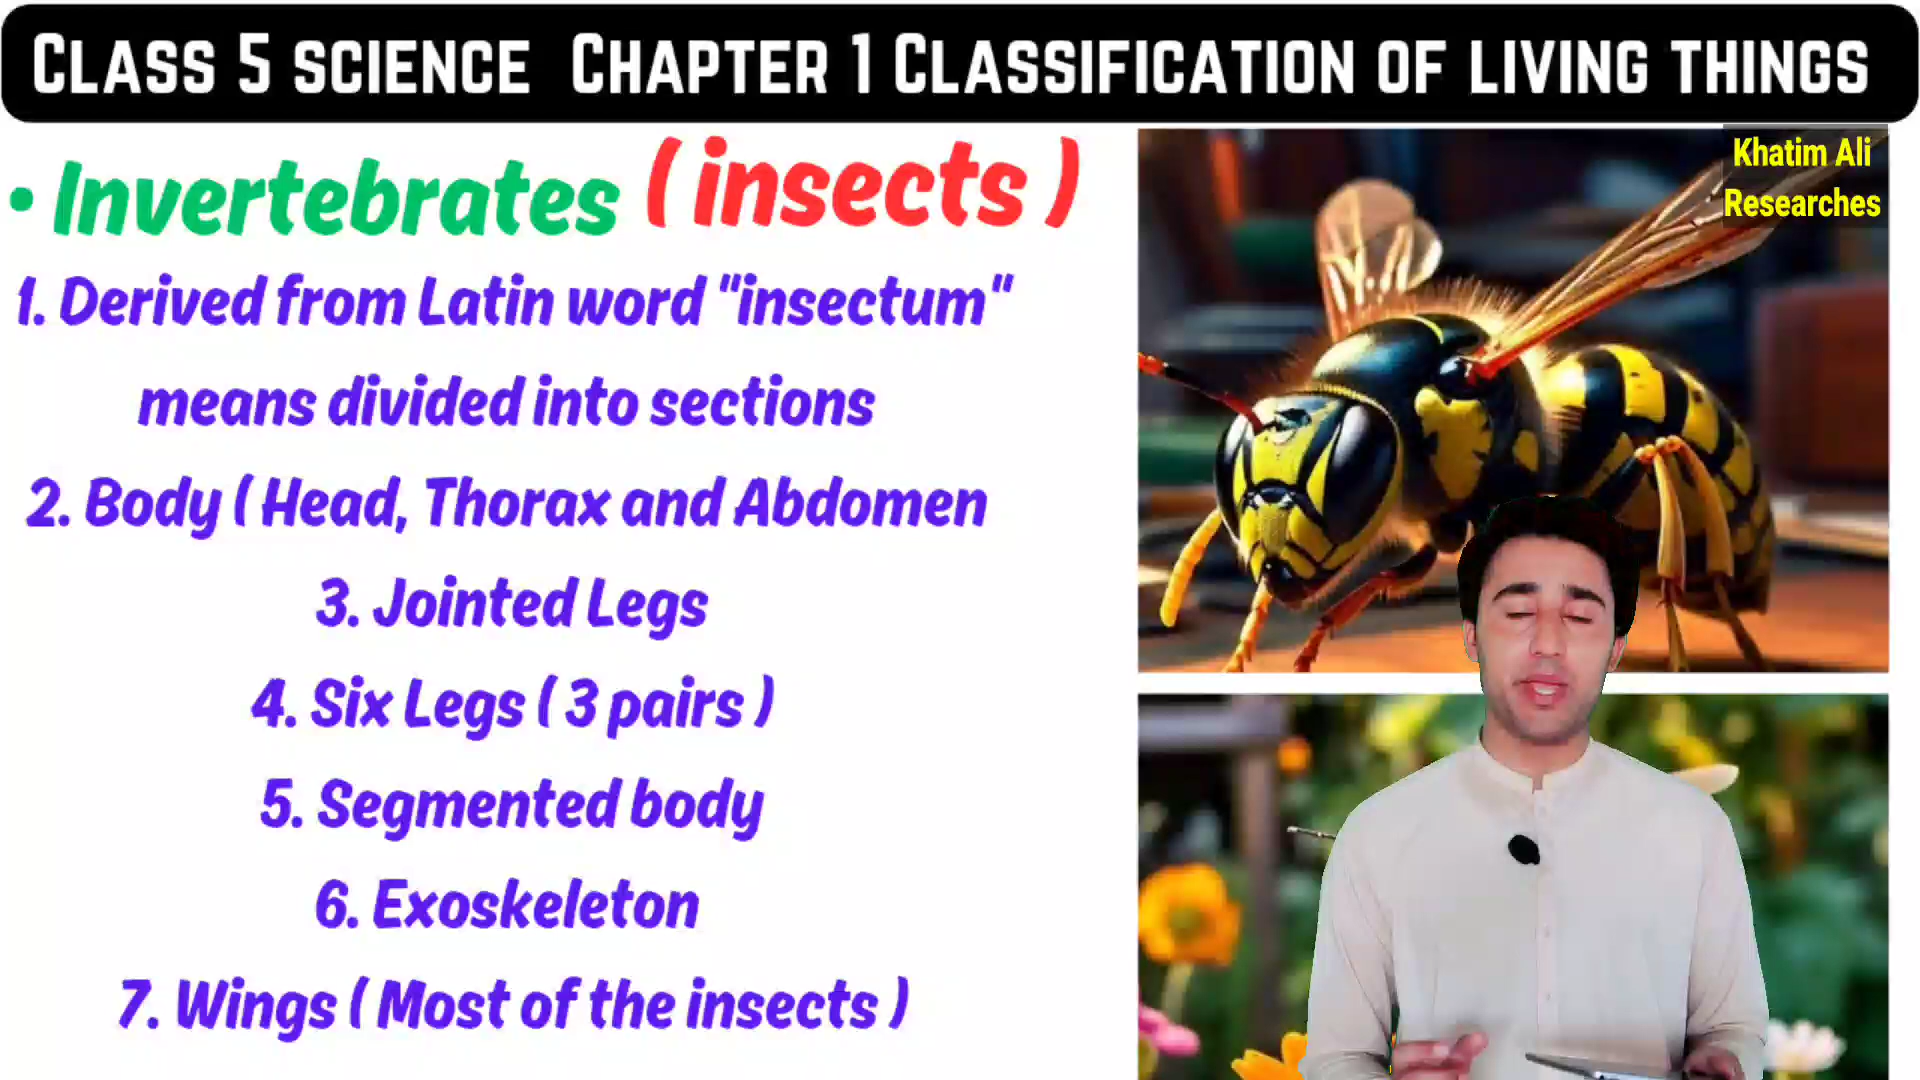 CLASS 5 SCIENCE CHAPTER 1 CLASSIFICATION OF LIVING THINGS
• Invertebrates ( insects )
1. Derived from Latin word "insectum"
means divided into sections
2. Body ( Head, Thorax and Abdomen
3. Jointed Legs
4. Six Legs ( 3 pairs )
5. Segmented body
6. Exoskeleton
7. Wings ( Most of the insects )
Khatim Ali
Researches